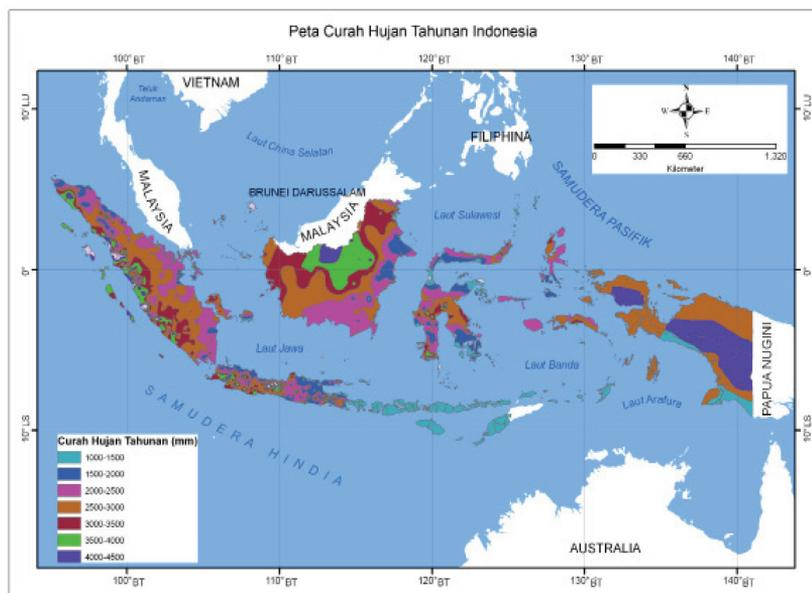 Peta Curah Hujan Tahunan Indonesia
100°BT
110°BT
120°BT
130°BT
140°BT
10°LU
10°LU
0°
0°
10°LS
10°LS
VIETNAM
Teluk
Andaman
Laut China Selatan
FILIPHINA
N
W
E
S
0
330
660
1.320
Kilometer
MALAYSIA
BRUNEI DARUSSALAM
MALAYSIA
Laut Sulawesi
SAMUDERA PASIFIK
Laut Jawa
Laut Banda
Laut Arafura
PAPUA NUGINI
SAMUDERA HINDIA
AUSTRALIA
Curah Hujan Tahunan (mm)
1000-1500
1500-2000
2000-2500
2500-3000
3000-3500
3500-4000
4000-4500
100°BT
110°BT
120°BT
130°BT
140°BT